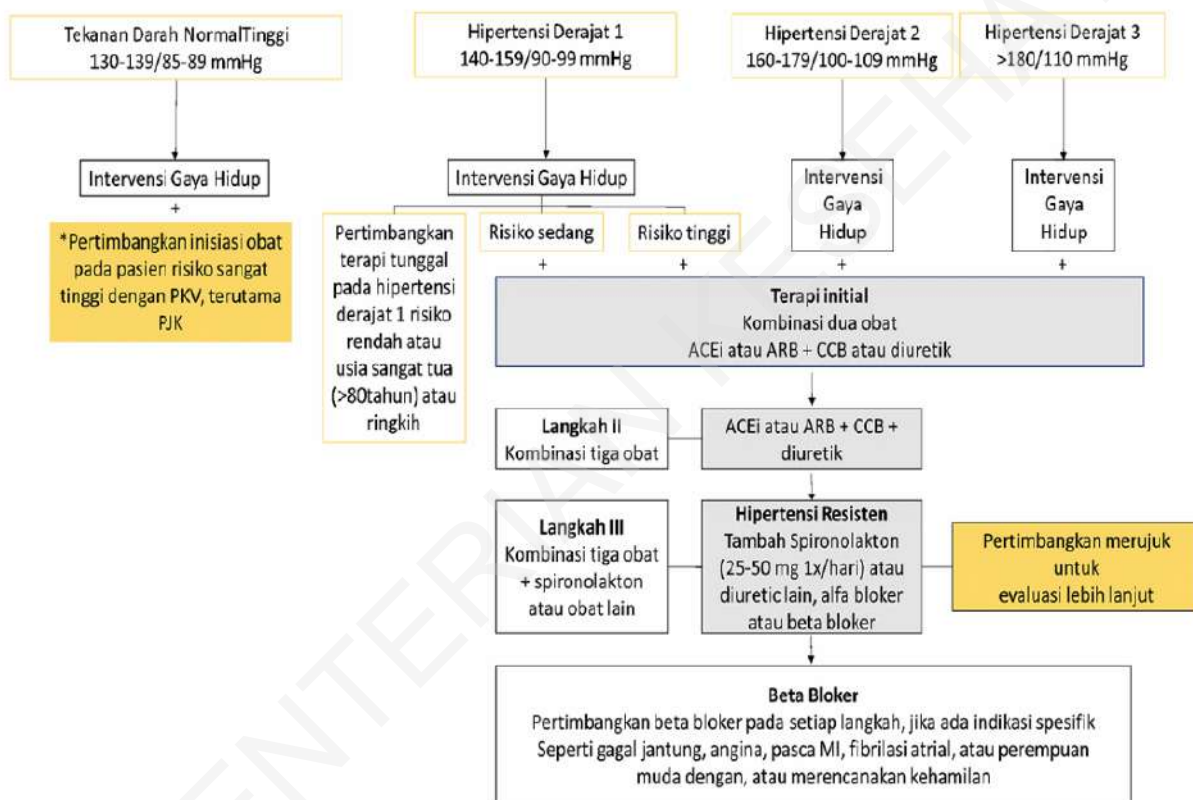 Tekanan Darah NormalTinggi
130-139/85-89 mmHg
Hipertensi Derajat 1
140-159/90-99 mmHg
Hipertensi Derajat 2
160-179/100-109 mmHg
Hipertensi Derajat 3
>180/110 mmHg
Intervensi Gaya Hidup
+
*Pertimbangkan inisiasi obat
pada pasien risiko sangat
tinggi dengan PKV, terutama
PJK
Intervensi Gaya Hidup
Pertimbangkan
terapi tunggal
pada hipertensi
derajat 1 risiko
rendah atau
usia sangat tua
(>80tahun) atau
ringkih
Risiko sedang
+
Risiko tinggi
+
Intervensi
Gaya
Hidup
+
Intervensi
Gaya
Hidup
+
Terapi initial
Kombinasi dua obat
ACEi atau ARB + CCB atau diuretik
Langkah II
Kombinasi tiga obat
ACEi atau ARB + CCB +
diuretik
Langkah III
Kombinasi tiga obat
+ spironolakton
atau obat lain
Hipertensi Resisten
Tambah Spironolakton
(25-50 mg 1x/hari) atau
diuretic lain, alfa bloker
atau beta bloker
Pertimbangkan merujuk
untuk
evaluasi lebih lanjut
Beta Bloker
Pertimbangkan beta bloker pada setiap langkah, jika ada indikasi spesifik
Seperti gagal jantung, angina, pasca MI, fibrilasi atrial, atau perempuan
muda dengan, atau merencanakan kehamilan
ENTERIAN KESEHA